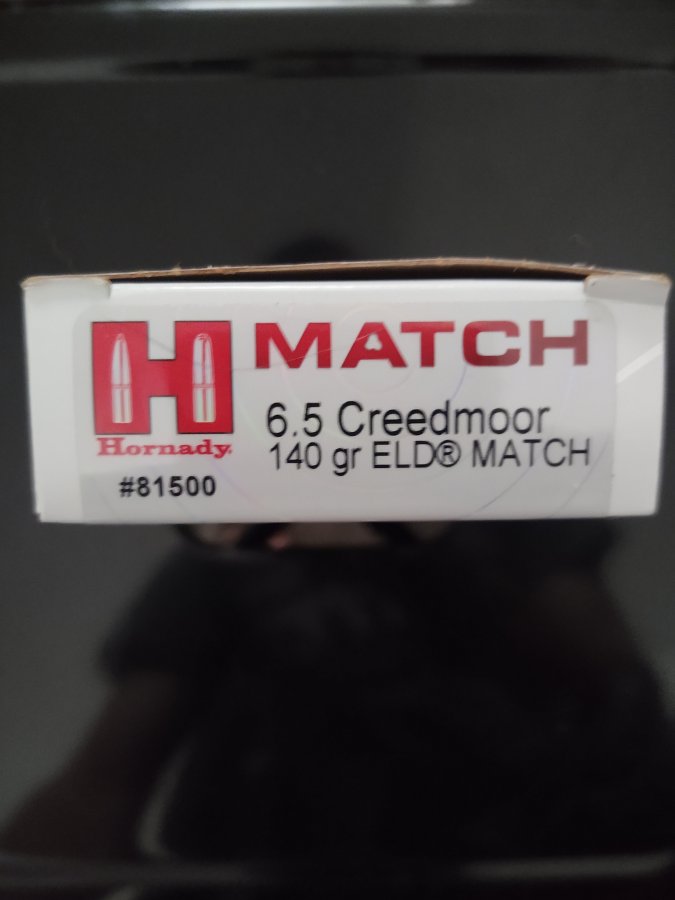 MATCH
Hornady.
6.5 Creedmoor
140 gr ELD® MATCH
#81500